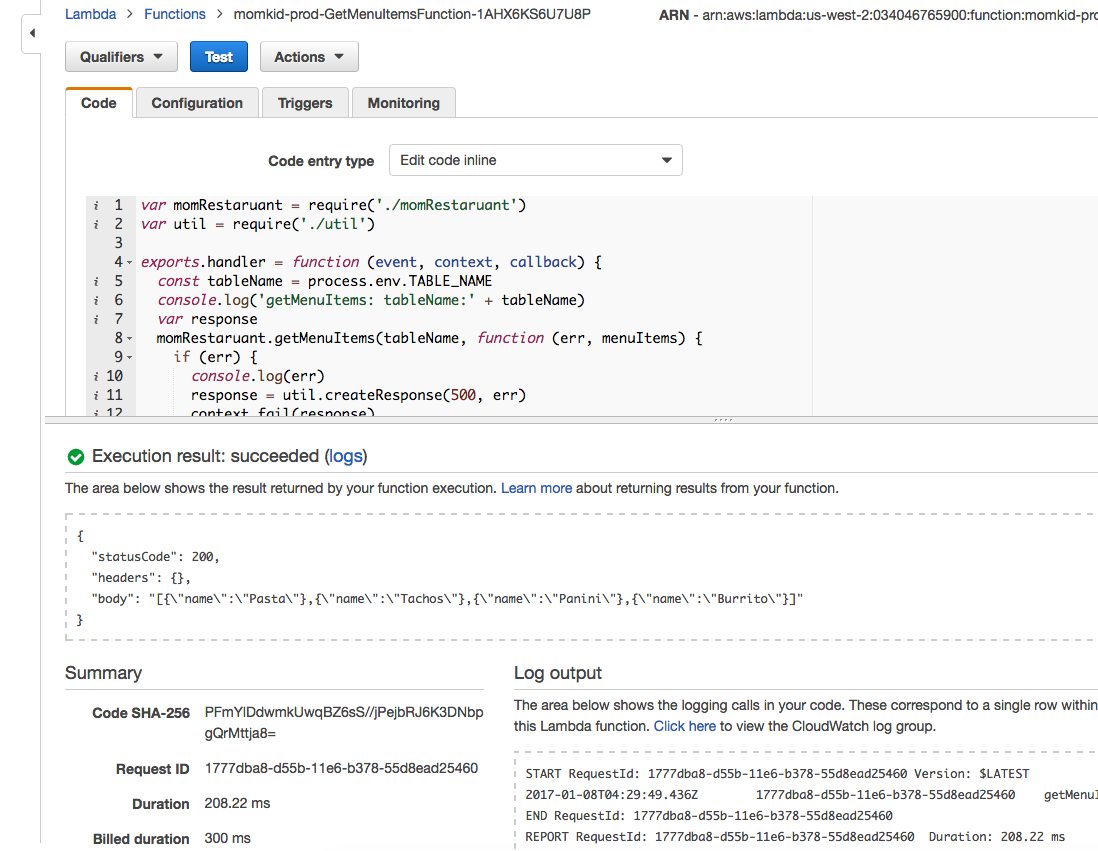 Lambda > Functions > momkid-prod-GetMenuItemsFunction-1AHX6KS6U7U8P ARN - arn:aws:lambda:us-west-2:034046765900:function:momkid-pro
Qualifiers Test Actions
Code Configuration Triggers Monitoring
Code entry type Edit code inline
i 1 var momRestaruant = require('./momRestaruant')
i 2 var util = require('./util')
3
4 exports.handler = function (event, context, callback) {
i 5 const tableName = process.env.TABLE_NAME
i 6 console.log('getMenuItems: tableName:' + tableName)
i 7 var response
8 momRestaruant.getMenuItems(tableName, function (err, menuItems) {
9 if (err) {
i 10 console.log(err)
i 11 response = util.createResponse(500, err)
i 12 context.fail(response)
Execution result: succeeded (logs)
The area below shows the result returned by your function execution. Learn more about returning results from your function.
{
"statusCode": 200,
"headers": {},
"body": "[{\"name\":\"Pasta\"},{\"name\":\"Tachos\"},{\"name\":\"Panini\"},{\"name\":\"Burrito\"}]"
}
Summary
Code SHA-256 PFmYlDdwmkUwqBZ6sS//jPejbRJ6K3DNbp
gQrMttja8=
Request ID 1777dba8-d55b-11e6-b378-55d8ead25460
Duration 208.22 ms
Billed duration 300 ms
Log output
The area below shows the logging calls in your code. These correspond to a single row within
this Lambda function. Click here to view the CloudWatch log group.
START RequestId: 1777dba8-d55b-11e6-b378-55d8ead25460 Version: $LATEST
2017-01-08T04:29:49.436Z 1777dba8-d55b-11e6-b378-55d8ead25460 getMenuI
END RequestId: 1777dba8-d55b-11e6-b378-55d8ead25460
REPORT RequestId: 1777dba8-d55b-11e6-b378-55d8ead25460 Duration: 208.22 ms